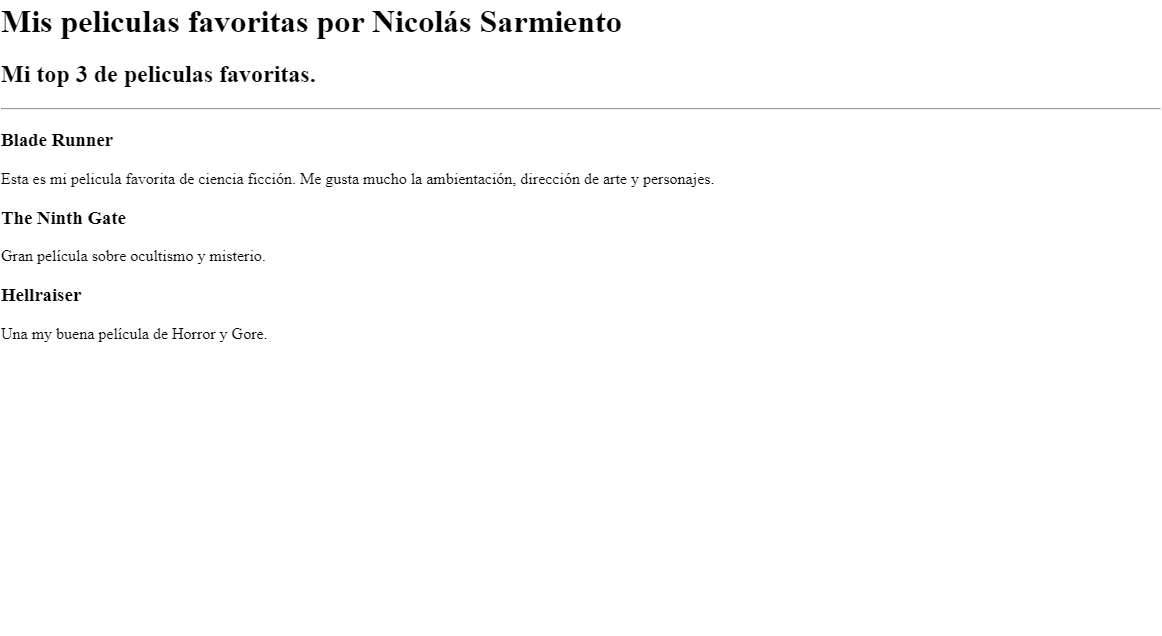 Mis peliculas favoritas por Nicolás Sarmiento
Mi top 3 de peliculas favoritas.
Blade Runner
Esta es mi pelicula favorita de ciencia ficción. Me gusta mucho la ambientación, dirección de arte y personajes.
The Ninth Gate
Gran película sobre ocultismo y misterio.
Hellraiser
Una my buena película de Horror y Gore.